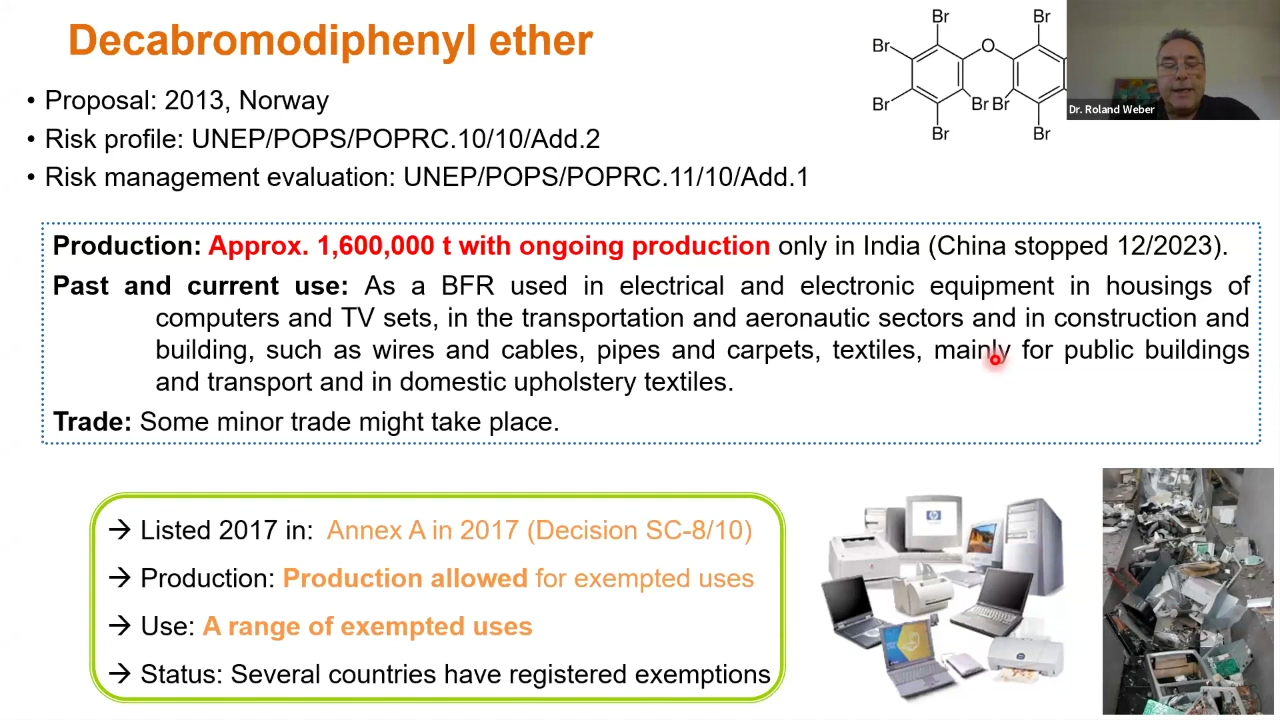 Decabromodiphenyl ether
• Proposal: 2013, Norway
• Risk profile: UNEP/POPS/POPRC.10/10/Add.2
• Risk management evaluation: UNEP/POPS/POPRC.11/10/Add.1
Br
Br
Br
O
Br
Br
Br Br
Br
Br
Dr. Roland Weber
Production: Approx. 1,600,000 t with ongoing production only in India (China stopped 12/2023).
Past and current use: As a BFR used in electrical and electronic equipment in housings of
computers and TV sets, in the transportation and aeronautic sectors and in construction and
building, such as wires and cables, pipes and carpets, textiles, mainly for public buildings
and transport and in domestic upholstery textiles.
Trade: Some minor trade might take place.
→ Listed 2017 in: Annex A in 2017 (Decision SC-8/10)
→ Production: Production allowed for exempted uses
→ Use: A range of exempted uses
→ Status: Several countries have registered exemptions
hp